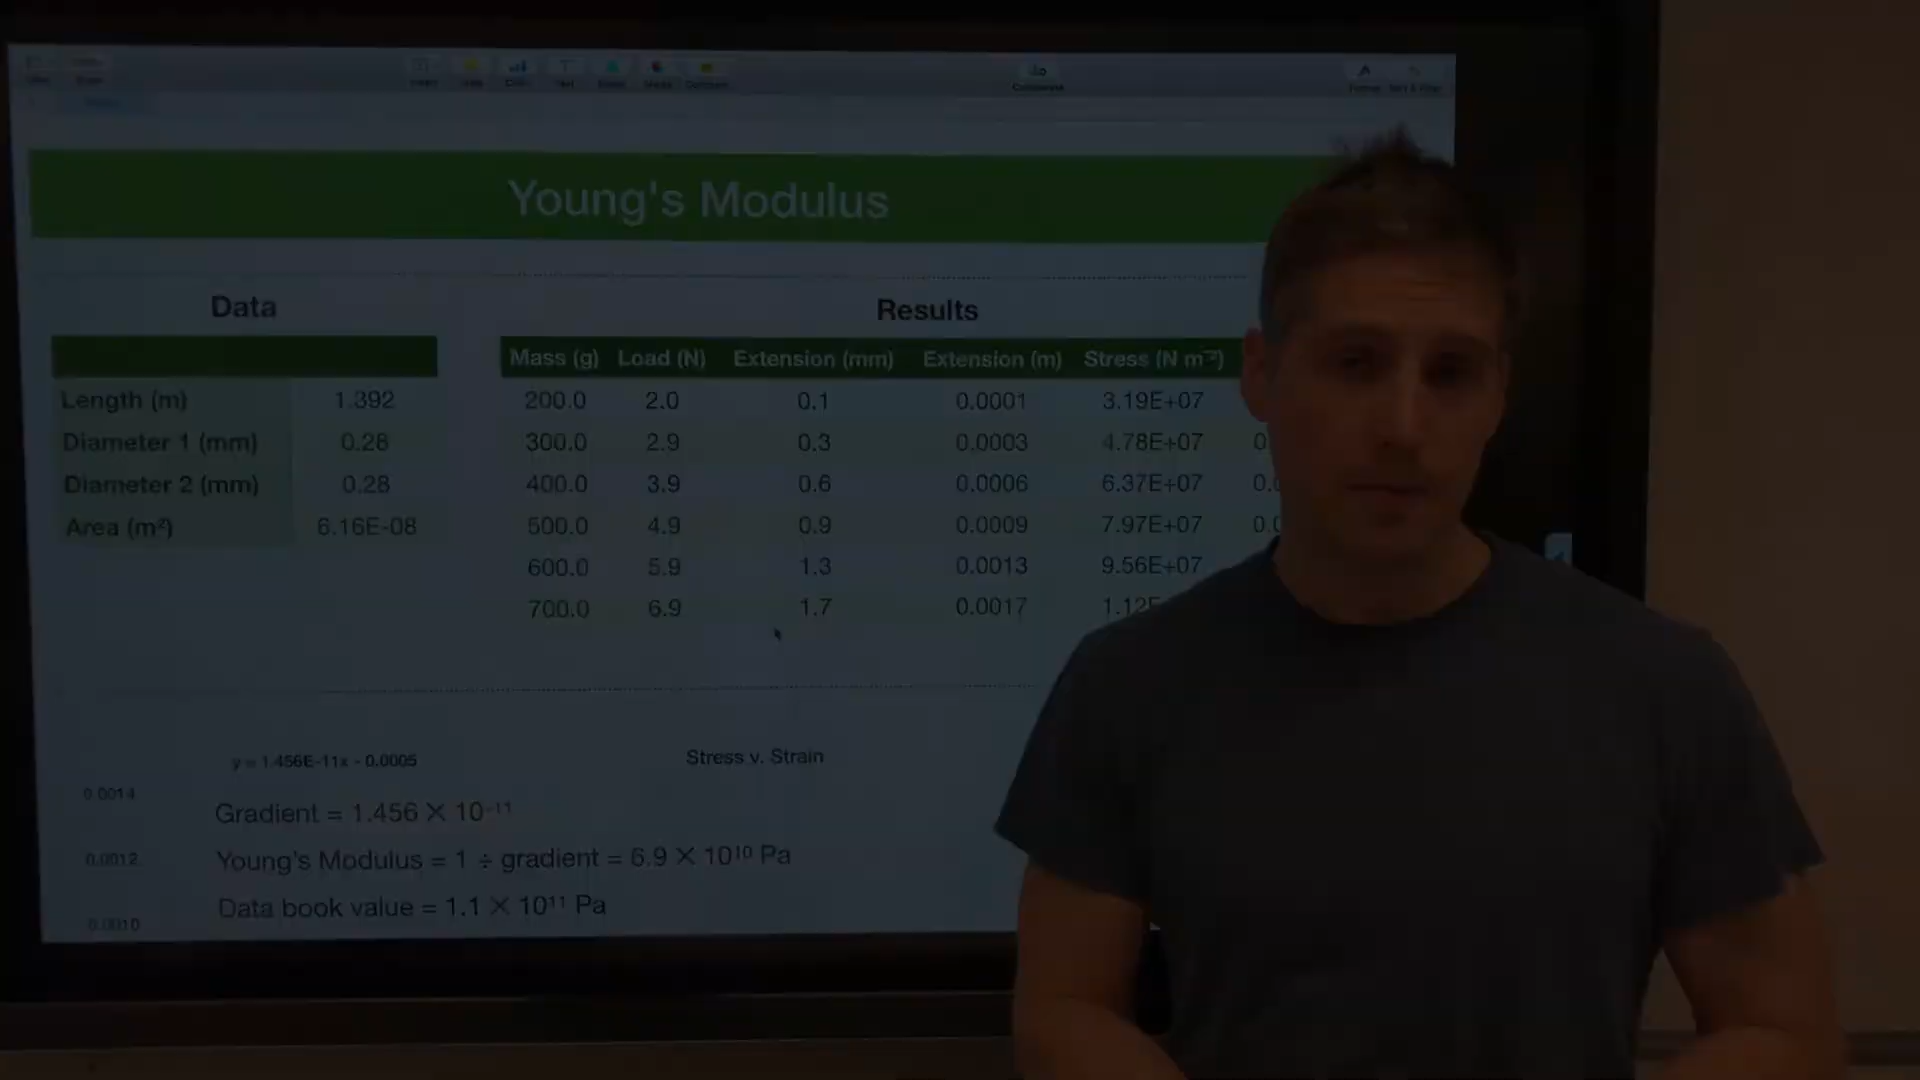 Young's Modulus
Data
Length (m) 1.392
Diameter 1 (mm) 0.28
Diameter 2 (mm) 0.28
Area (m²) 6.16E-08
Results
Mass (g) Load (N) Extension (mm) Extension (m) Stress (N m⁻²)
200.0 2.0 0.1 0.0001 3.19E+07
300.0 2.9 0.3 0.0003 4.78E+07
400.0 3.9 0.6 0.0006 6.37E+07
500.0 4.9 0.9 0.0009 7.97E+07
600.0 5.9 1.3 0.0013 9.56E+07
700.0 6.9 1.7 0.0017 1.12E
y = 1.456E-11x - 0.0005
Stress v. Strain
0.0014
Gradient = 1.456 × 10⁻¹¹
0.0012
Young's Modulus = 1 ÷ gradient = 6.9 × 10¹⁰ Pa
Data book value = 1.1 × 10¹¹ Pa
0.0010